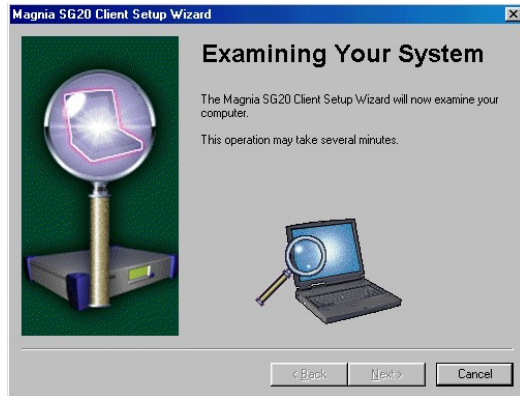 Magnia SG20 Client Setup Wizard
Examining Your System
The Magnia SG20 Client Setup Wizard will now examine your
computer.
This operation may take several minutes.
< Back
Next >
Cancel